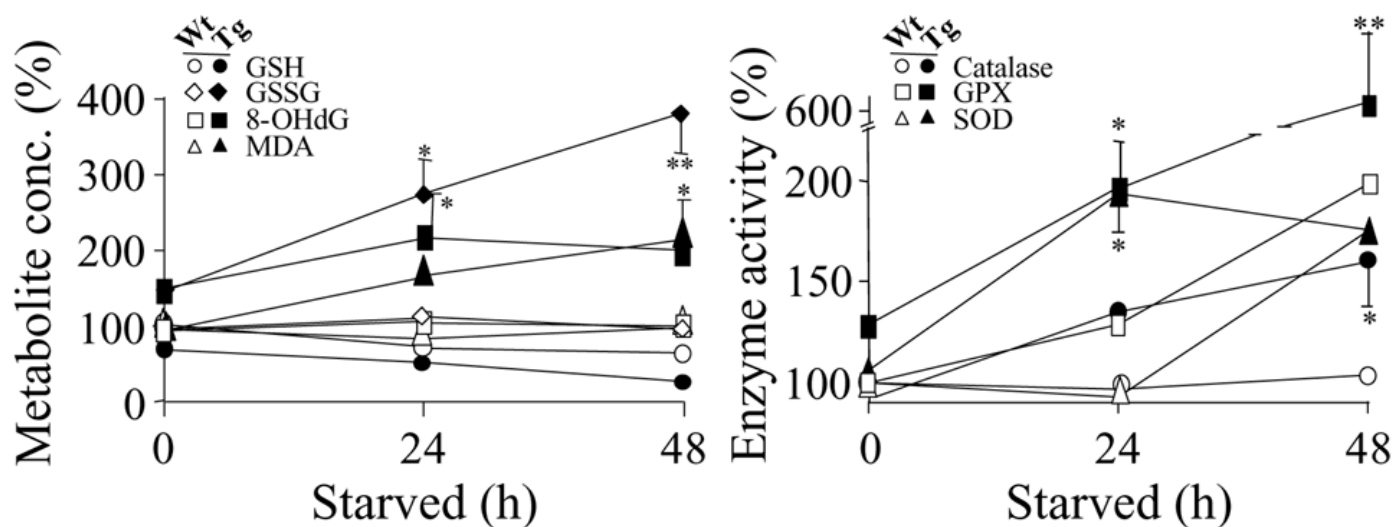 Metabolite conc. (%)
Wt Tg
GSH
GSSG
8-OHdG
MDA
400
300
200
100
0
*
*
**
*
0 24 48
Starved (h)
Enzyme activity (%)
Wt Tg
Catalase
GPX
SOD
600
200
150
100
*
*
**
*
0 24 48
Starved (h)